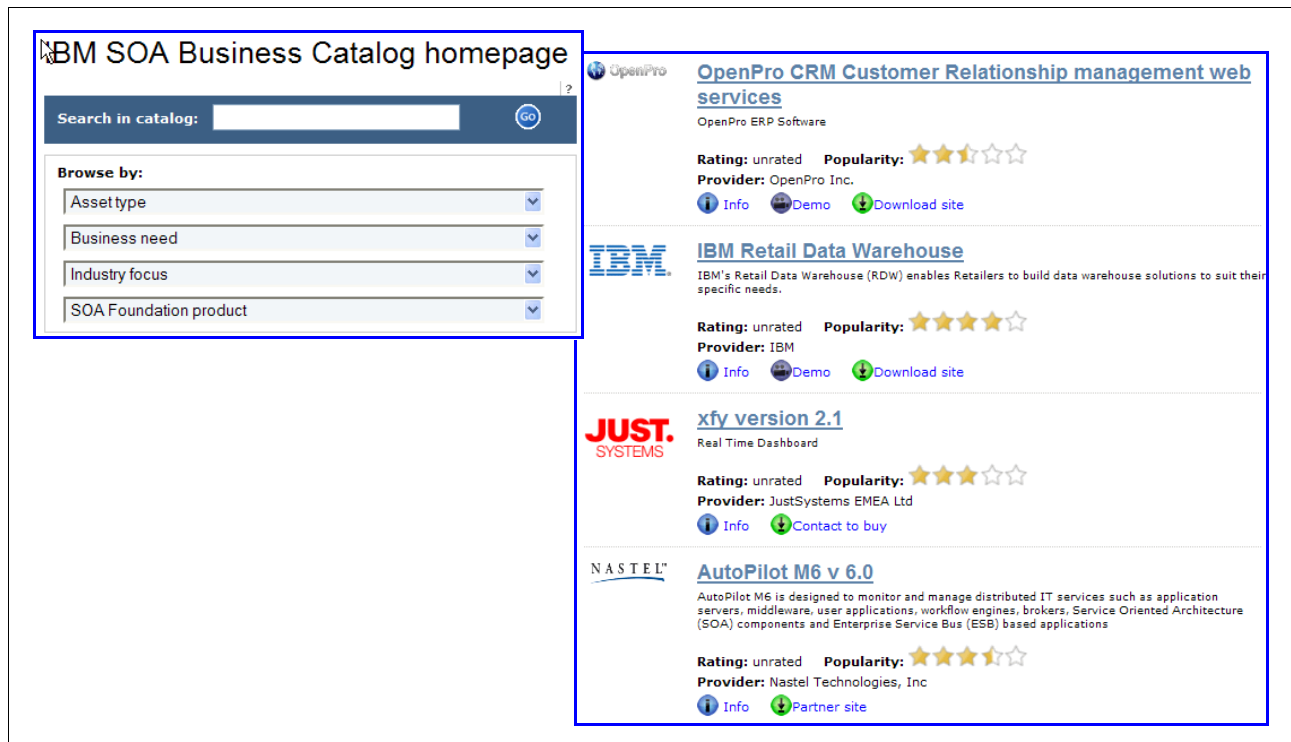 IBM SOA Business Catalog homepage
?
Search in catalog:
GO
Browse by:
Asset type
Business need
Industry focus
SOA Foundation product
OpenPro
OpenPro CRM Customer Relationship management web
services
OpenPro ERP Software
Rating: unrated Popularity:
Provider: OpenPro Inc.
Info Demo Download site
IBM
IBM Retail Data Warehouse
IBM's Retail Data Warehouse (RDW) enables Retailers to build data warehouse solutions to suit their
specific needs.
Rating: unrated Popularity:
Provider: IBM
Info Demo Download site
JUST.
SYSTEMS
xfy version 2.1
Real Time Dashboard
Rating: unrated Popularity:
Provider: JustSystems EMEA Ltd
Info Contact to buy
NASTEL™
AutoPilot M6 v 6.0
AutoPilot M6 is designed to monitor and manage distributed IT services such as application
servers, middleware, user applications, workflow engines, brokers, Service Oriented Architecture
(SOA) components and Enterprise Service Bus (ESB) based applications
Rating: unrated Popularity:
Provider: Nastel Technologies, Inc
Info Partner site